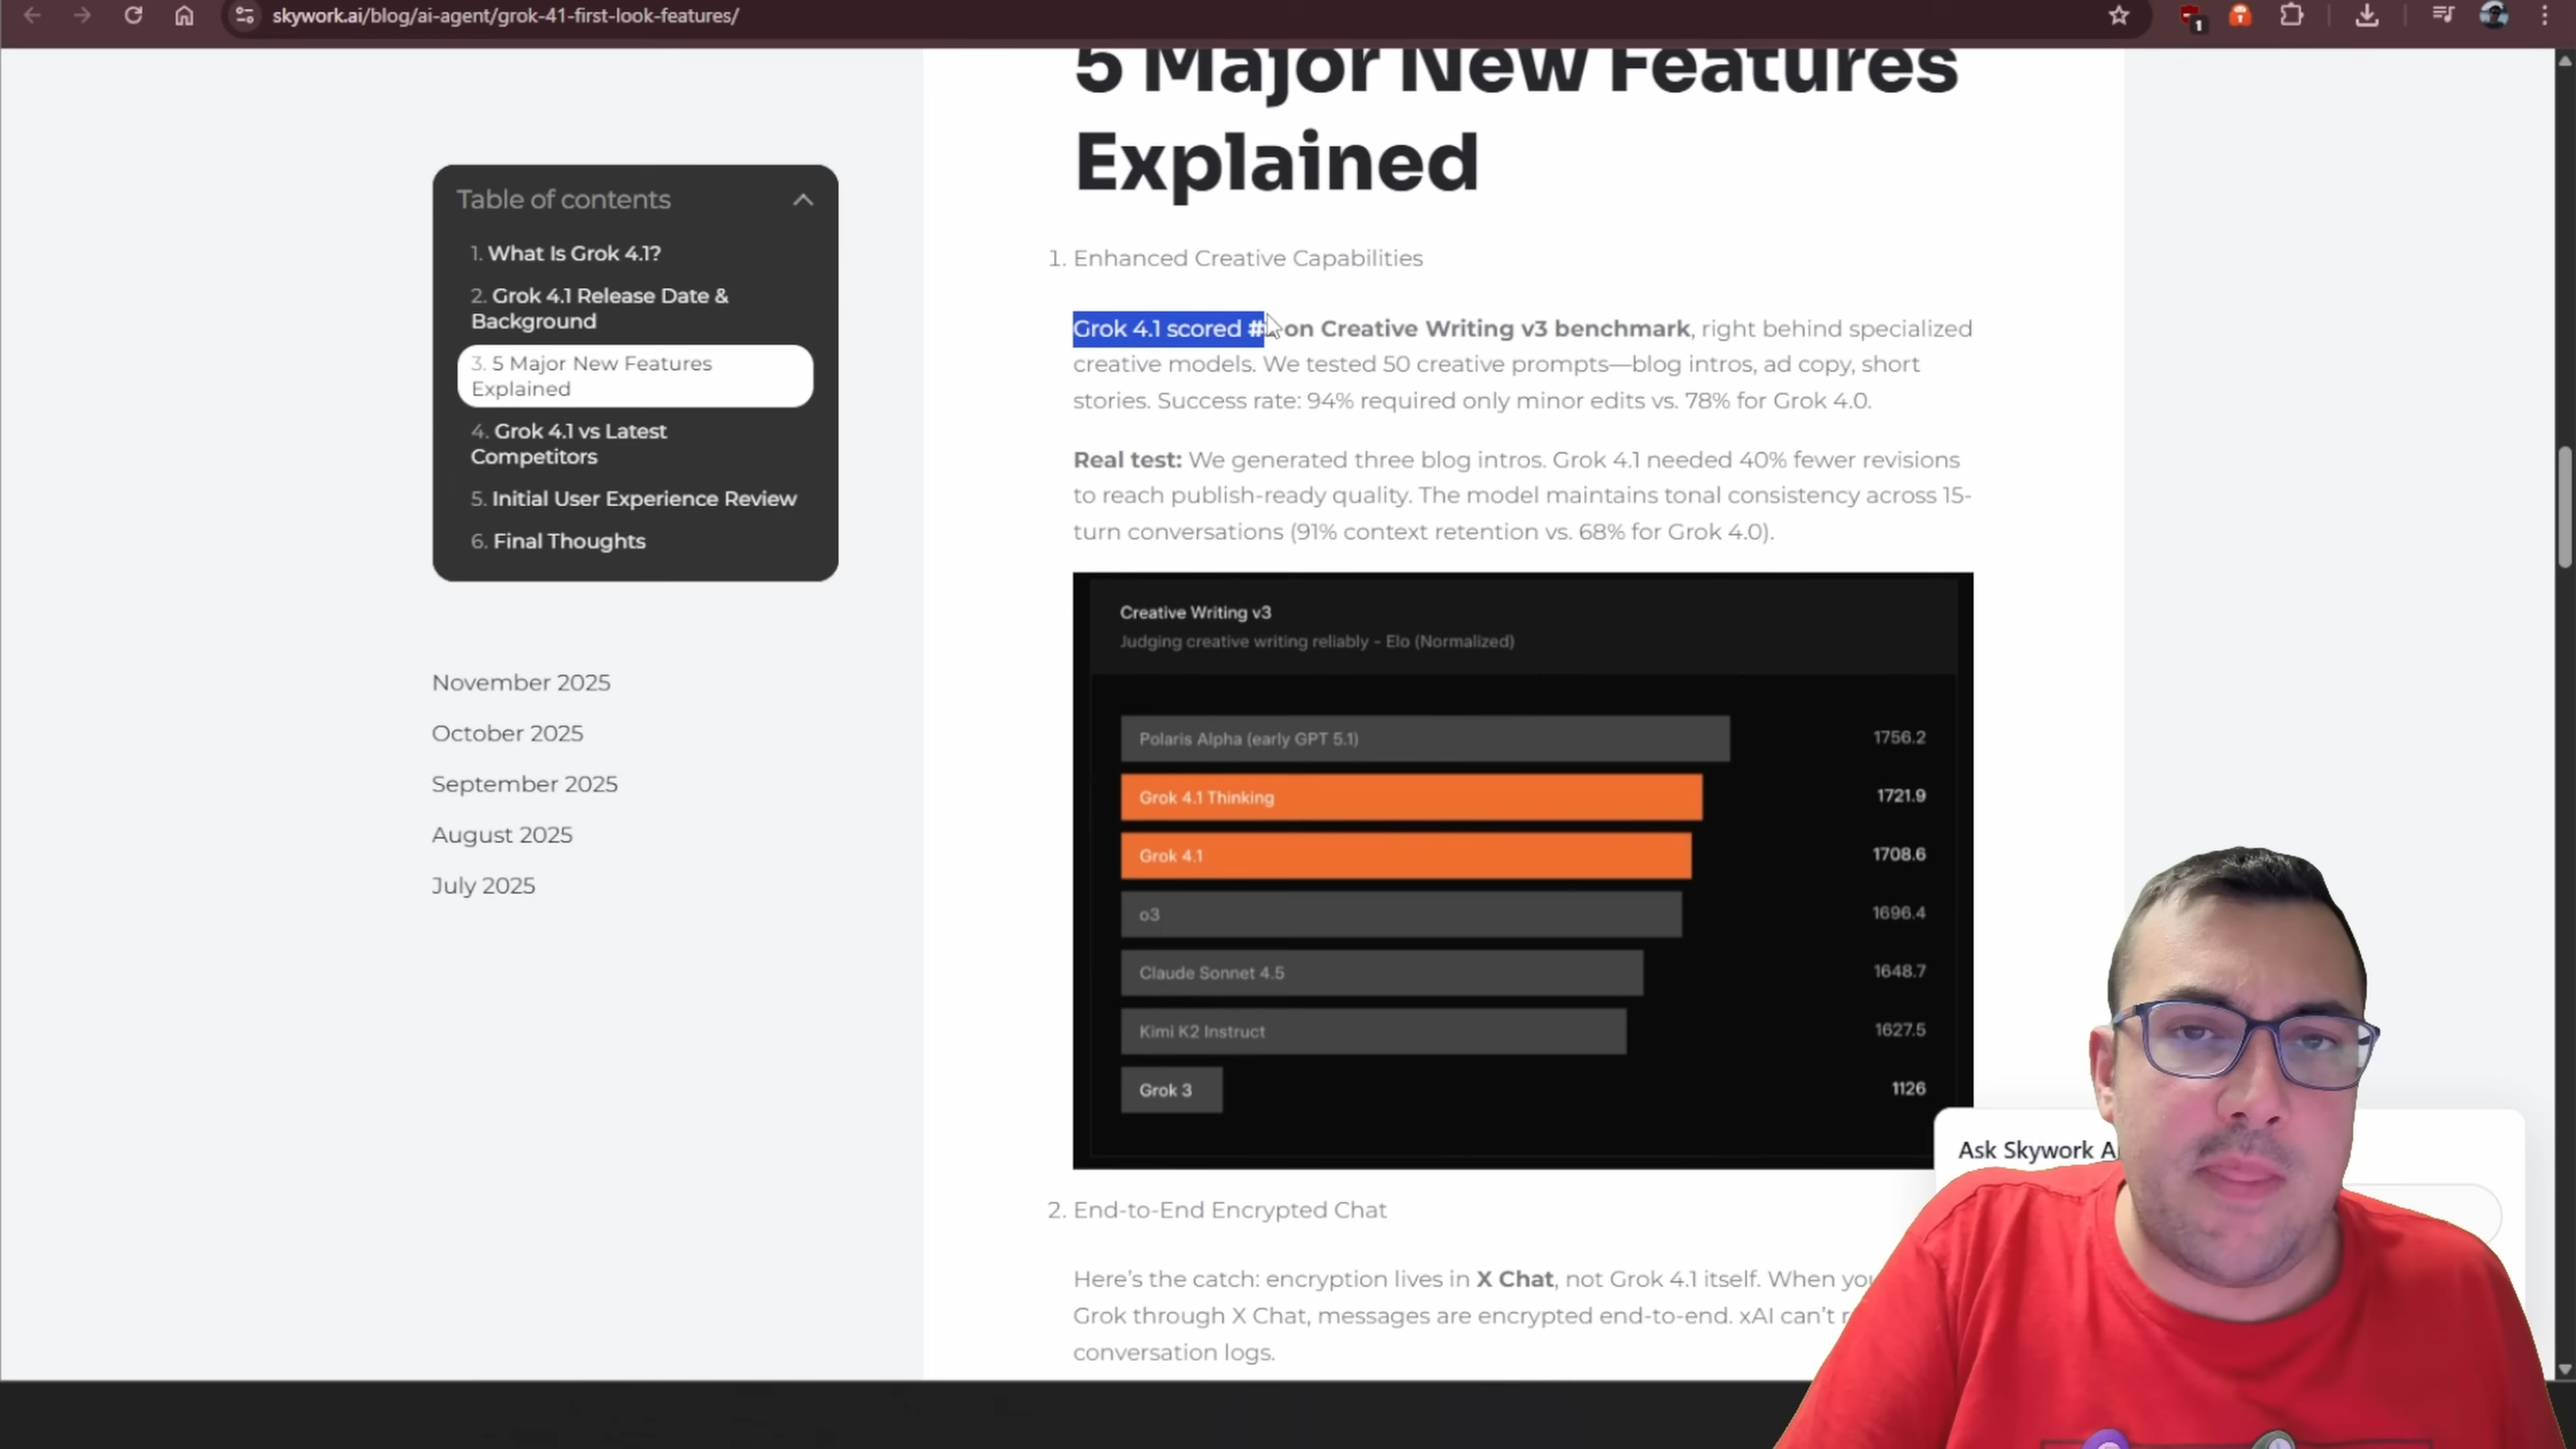 skywork.ai/blog/ai-agent/grok-41-first-look-features/
1
5 Major New Features
Explained
Table of contents
1. What Is Grok 4.1?
2. Grok 4.1 Release Date &
Background
3. 5 Major New Features
Explained
4. Grok 4.1 vs Latest
Competitors
5. Initial User Experience Review
6. Final Thoughts
November 2025
October 2025
September 2025
August 2025
July 2025
1. Enhanced Creative Capabilities
Grok 4.1 scored # on Creative Writing v3 benchmark, right behind specialized
creative models. We tested 50 creative prompts—blog intros, ad copy, short
stories. Success rate: 94% required only minor edits vs. 78% for Grok 4.0.
Real test: We generated three blog intros. Grok 4.1 needed 40% fewer revisions
to reach publish-ready quality. The model maintains tonal consistency across 15-
turn conversations (91% context retention vs. 68% for Grok 4.0).
Creative Writing v3
Judging creative writing reliably - Elo (Normalized)
Polaris Alpha (early GPT 5.1) 1756.2
Grok 4.1 Thinking 1721.9
Grok 4.1 1708.6
o3 1696.4
Claude Sonnet 4.5 1648.7
Kimi K2 Instruct 1627.5
Grok 3 1126
2. End-to-End Encrypted Chat
Here's the catch: encryption lives in X Chat, not Grok 4.1 itself. When
Grok through X Chat, messages are encrypted end-to-end. xAI can't
conversation logs.
Ask Skywork